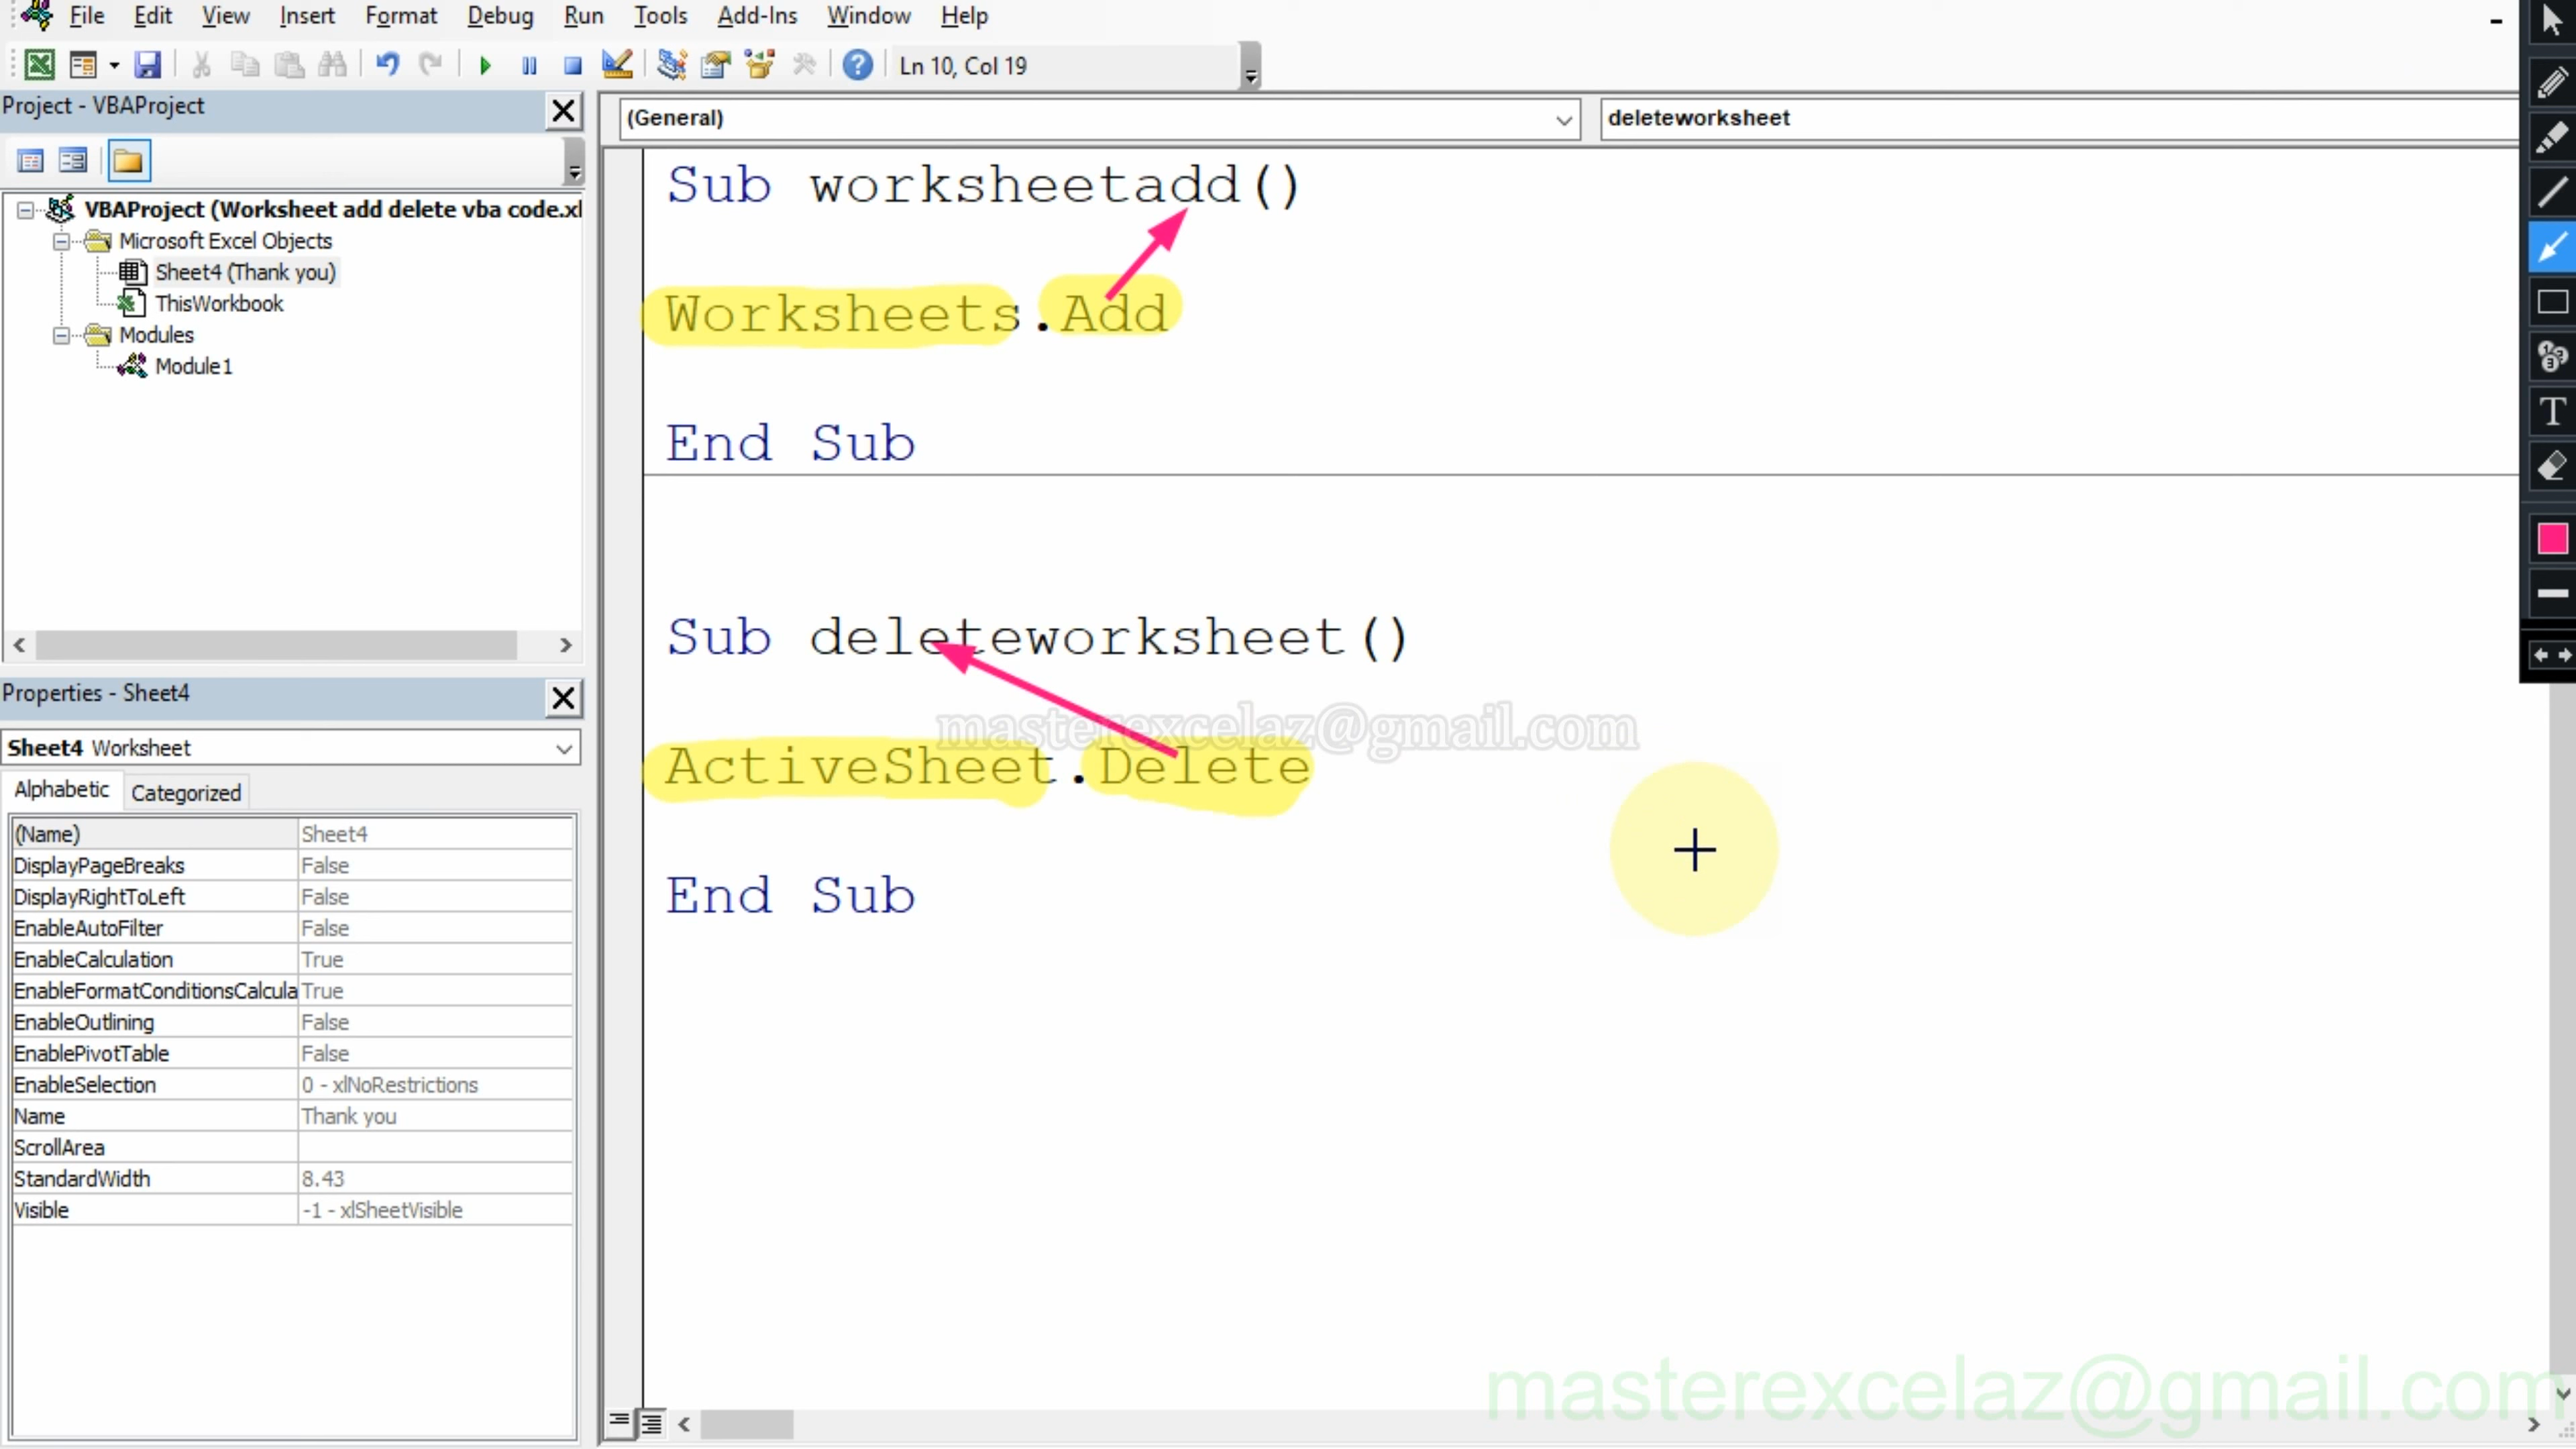 File Edit View Insert Format Debug Run Tools Add-Ins Window Help
Ln 10, Col 19
Project - VBAProject
VBAProject (Worksheet add delete vba code.xl
Microsoft Excel Objects
Sheet4 (Thank you)
ThisWorkbook
Modules
Module1
Properties - Sheet4
Sheet4 Worksheet
Alphabetic Categorized
(Name) Sheet4
DisplayPageBreaks False
DisplayRightToLeft False
EnableAutoFilter False
EnableCalculation True
EnableFormatConditionsCalcula True
EnableOutlining False
EnablePivotTable False
EnableSelection 0 - xlNoRestrictions
Name Thank you
ScrollArea
StandardWidth 8.43
Visible -1 - xlSheetVisible
(General) deleteworksheet
Sub worksheetadd()
Worksheets.Add
End Sub
Sub deleteworksheet()
masterexcelaz@gmail.com
ActiveSheet.Delete
End Sub
masterexcelaz@gmail.com
T